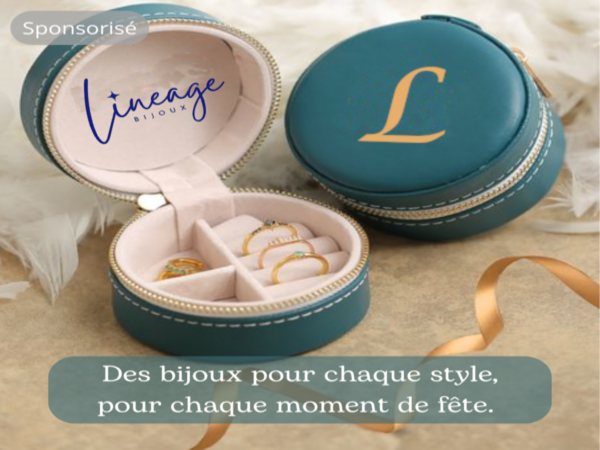 Sponsorisé
Lineage
BIJOUX
L
Des bijoux pour chaque style,
pour chaque moment de fête.